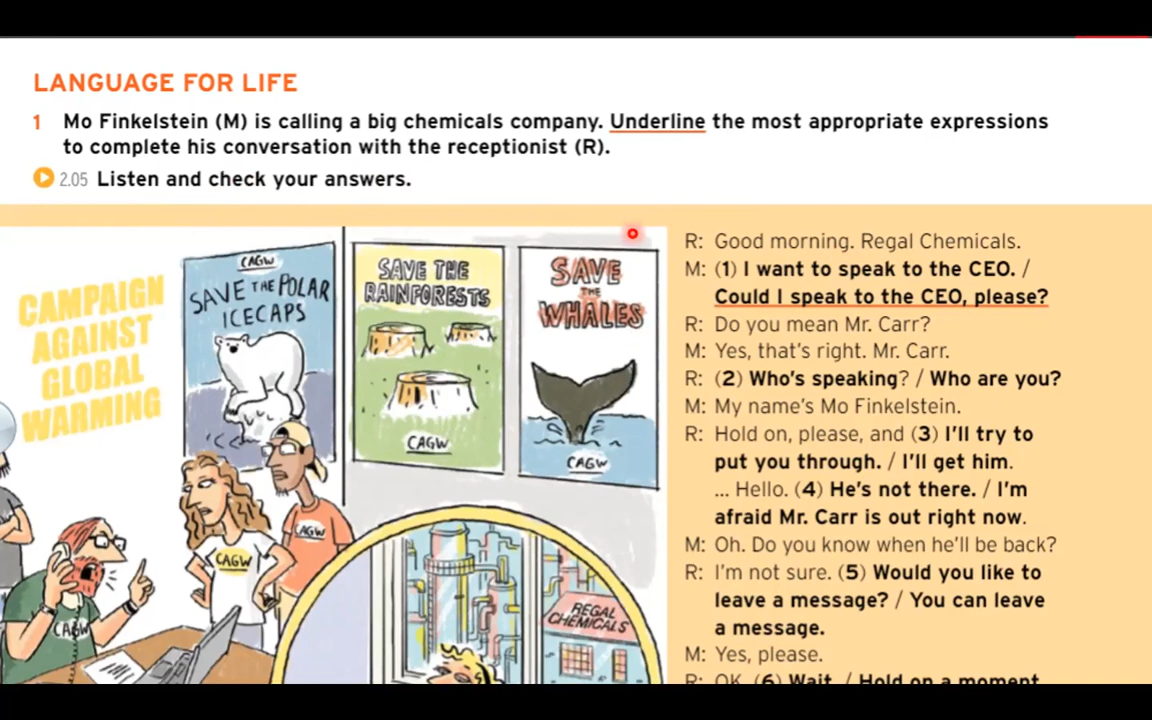 LANGUAGE FOR LIFE
1 Mo Finkelstein (M) is calling a big chemicals company. Underline the most appropriate expressions
to complete his conversation with the receptionist (R).
2.05 Listen and check your answers.
CAMPAIGN
AGAINST
GLOBAL
WARMING
CAGW
SAVE THE POLAR
ICECAPS
SAVE THE
RAINFORESTS
CAGW
SAVE
THE
WHALES
CAGW
CAGW
CAGW
CAGW
REGAL
CHEMICALS
R: Good morning. Regal Chemicals.
M: (1) I want to speak to the CEO. /
Could I speak to the CEO, please?
R: Do you mean Mr. Carr?
M: Yes, that's right. Mr. Carr.
R: (2) Who's speaking? / Who are you?
M: My name's Mo Finkelstein.
R: Hold on, please, and (3) I'll try to
put you through. / I'll get him.
... Hello. (4) He's not there. / I'm
afraid Mr. Carr is out right now.
M: Oh. Do you know when he'll be back?
R: I'm not sure. (5) Would you like to
leave a message? / You can leave
a message.
M: Yes, please.
R: OK. (6) Wait. / Hold on a moment